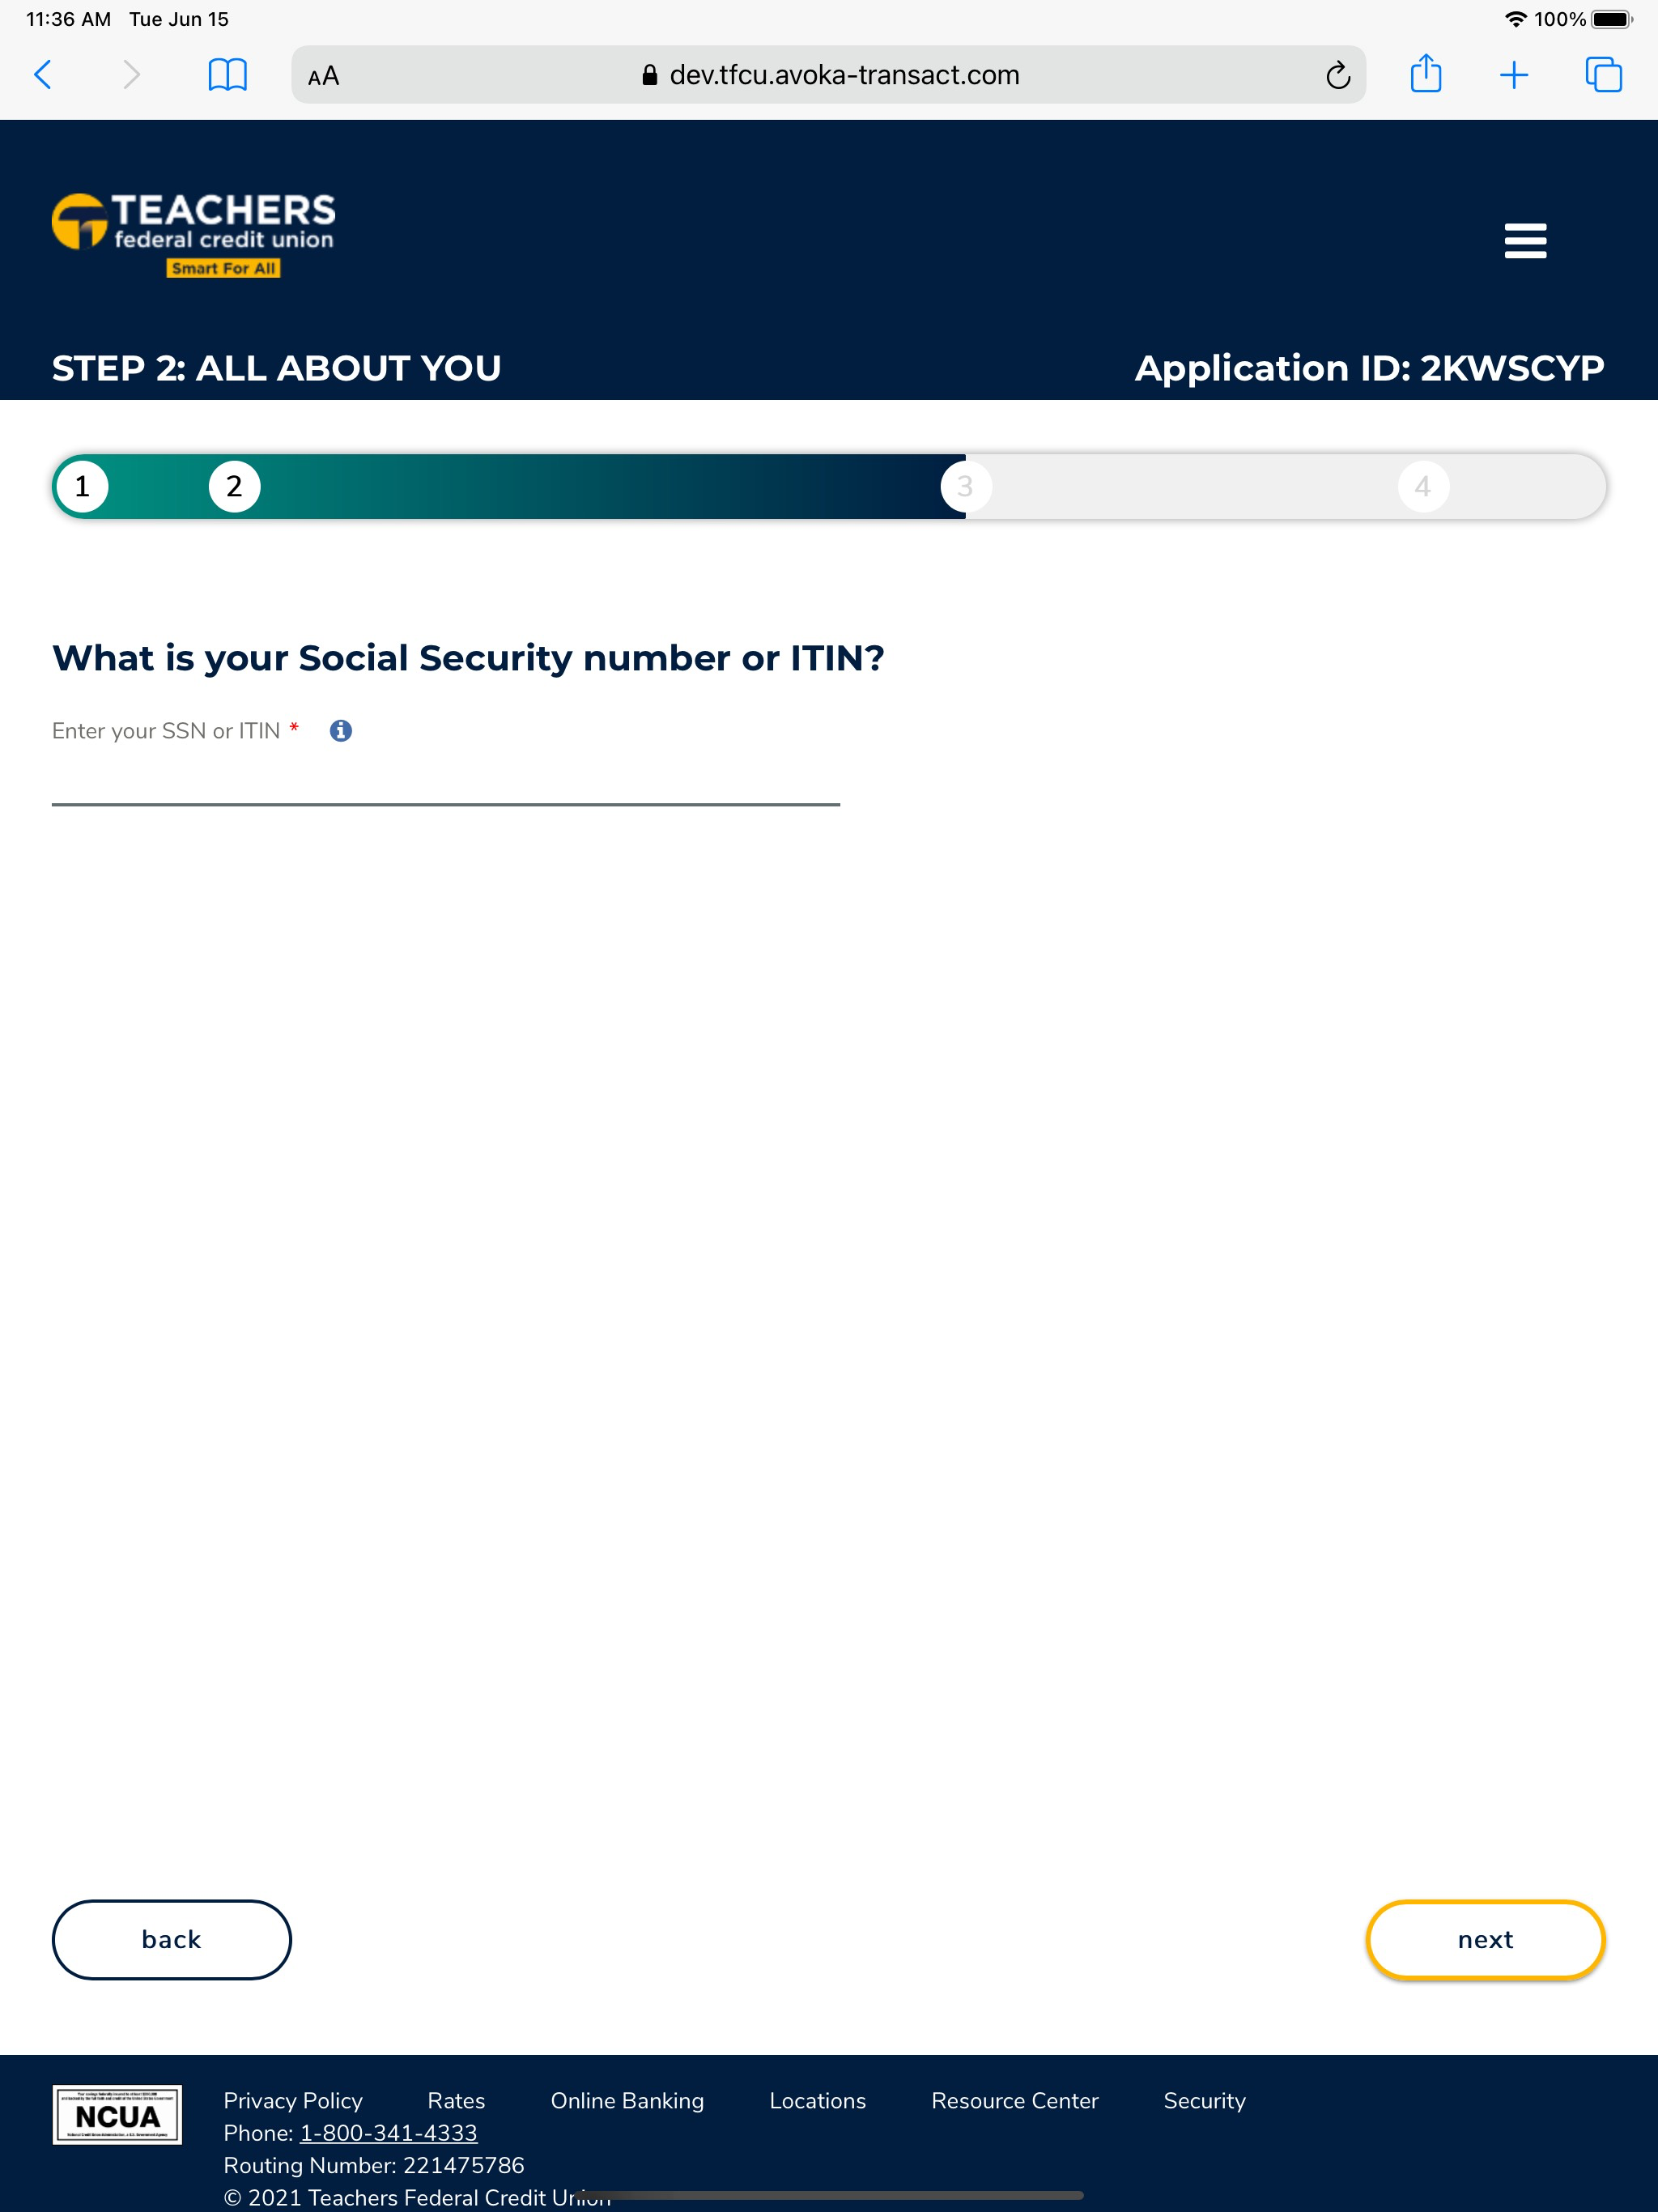 11:36 AM Tue Jun 15 100%
AA dev.tfcu.avoka-transact.com
TEACHERS
federal credit union
Smart For All
STEP 2: ALL ABOUT YOU Application ID: 2KWSCYP
1 2 3 4
What is your Social Security number or ITIN?
Enter your SSN or ITIN *
back next
NCUA
Privacy Policy Rates Online Banking Locations Resource Center Security
Phone: 1-800-341-4333
Routing Number: 221475786
© 2021 Teachers Federal Credit Union